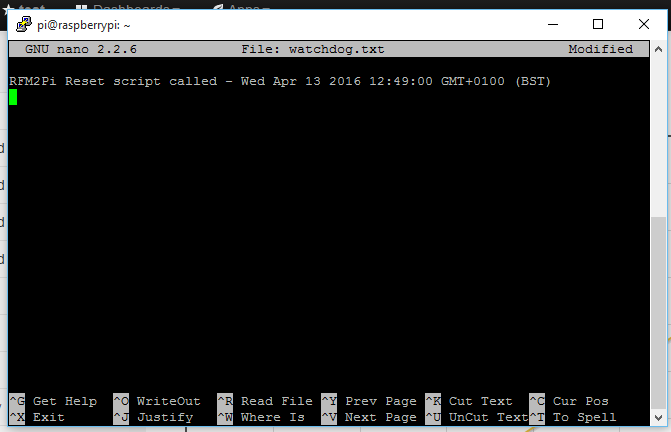 pi@raspberrypi: ~
GNU nano 2.2.6 File: watchdog.txt Modified
RFM2Pi Reset script called - Wed Apr 13 2016 12:49:00 GMT+0100 (BST)
^G Get Help ^O WriteOut ^R Read File ^Y Prev Page ^K Cut Text ^C Cur Pos
^X Exit ^J Justify ^W Where Is ^V Next Page ^U UnCut Text ^T To Spell